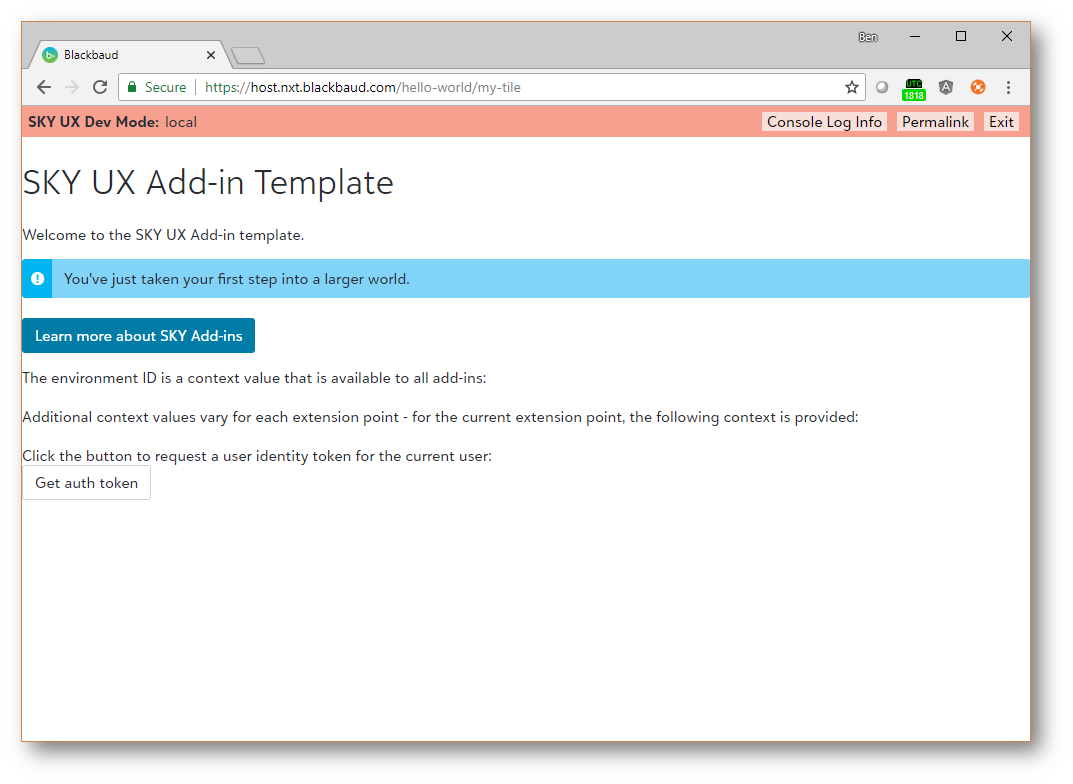 Ben
Blackbaud
Secure https://host.nxt.blackbaud.com/hello-world/my-tile
UTC
1818
SKY UX Dev Mode: local Console Log Info Permalink Exit
SKY UX Add-in Template
Welcome to the SKY UX Add-in template.
You've just taken your first step into a larger world.
Learn more about SKY Add-ins
The environment ID is a context value that is available to all add-ins:
Additional context values vary for each extension point - for the current extension point, the following context is provided:
Click the button to request a user identity token for the current user:
Get auth token